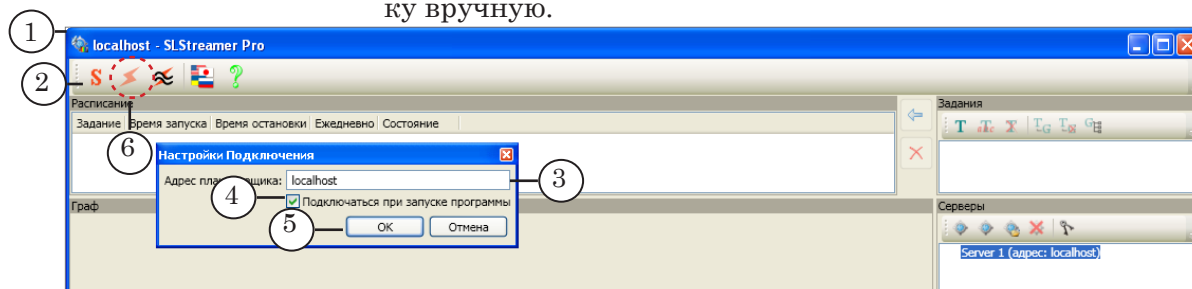 ку вручную.
1
localhost - SLStreamer Pro
2
S
Расписание
Задания
Задание Время запуска Время остановки Ежедневно Состояние
T
6
Настройки Подключения
Адрес план щика: localhost
3
4
Подключаться при запуске программы
5
OK Отмена
Граф
Серверы
Server 1 (адрес: localhost)